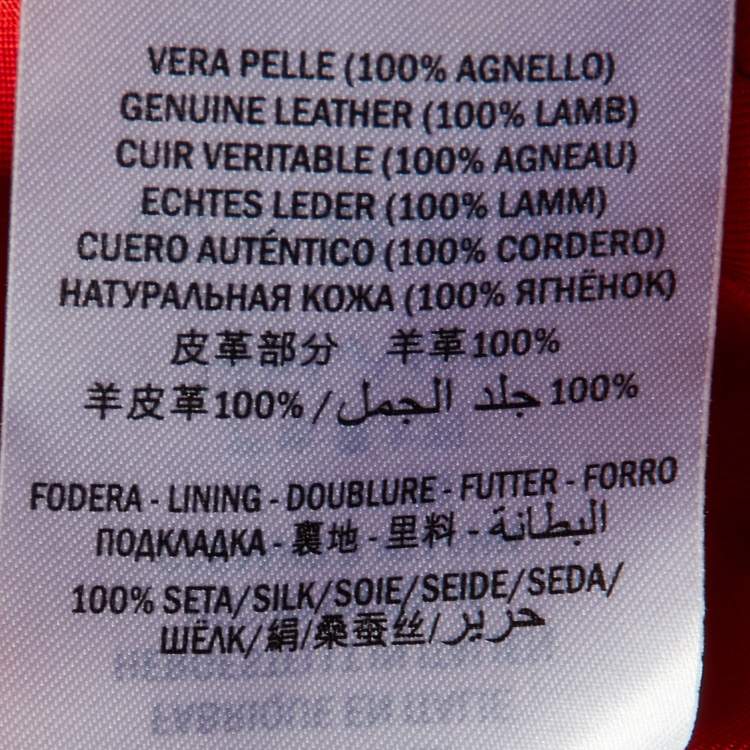 VERA PELLE (100% AGNELLO)
GENUINE LEATHER (100% LAMB)
CUIR VERITABLE (100% AGNEAU)
ECHTES LEDER (100% LAMM)
CUERO AUTÉNTICO (100% CORDERO)
НАТУРАЛЬНАЯ КОЖА (100% ЯГНЁНОК)
皮革部分 羊革100%
羊皮革100% / جلد الجمل 100%
FODERA - LINING - DOUBLURE - FUTTER - FORRO
ПОДКЛАДКА - 裏地 - 里料 - البطانة
100% SETA/SILK/SOIE/SEIDE/SEDA/
ШЁЛК/絹/桑蚕丝/حرير